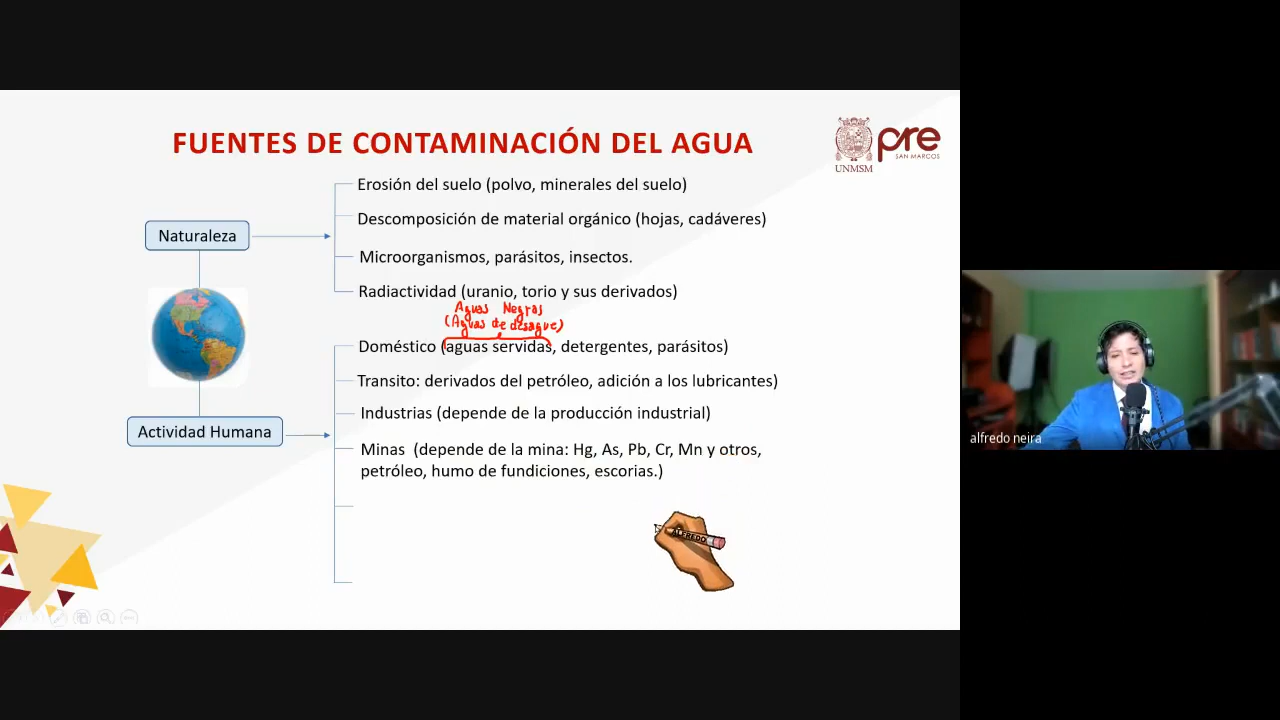 FUENTES DE CONTAMINACIÓN DEL AGUA
UNMSM
pre
SAN MARCOS
Naturaleza
Erosión del suelo (polvo, minerales del suelo)
Descomposición de material orgánico (hojas, cadáveres)
Microorganismos, parásitos, insectos.
Radiactividad (uranio, torio y sus derivados)
Aguas Negras
(Aguas de desague)
Actividad Humana
Doméstico (aguas servidas, detergentes, parásitos)
Transito: derivados del petróleo, adición a los lubricantes)
Industrias (depende de la producción industrial)
Minas (depende de la mina: Hg, As, Pb, Cr, Mn y otros,
petróleo, humo de fundiciones, escorias.)
ALFREDO
alfredo neira